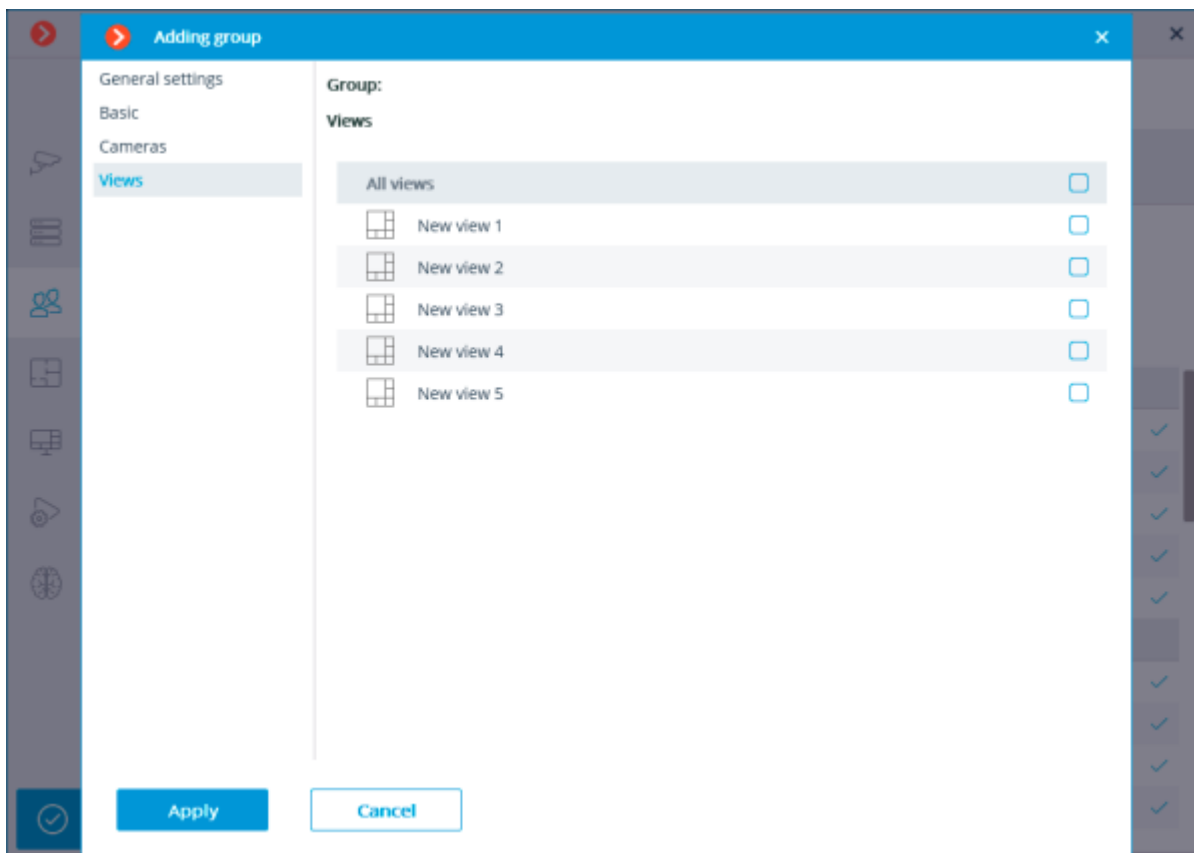 Adding group
General settings
Basic
Cameras
Views
Group:
Views
All views
New view 1
New view 2
New view 3
New view 4
New view 5
Apply
Cancel